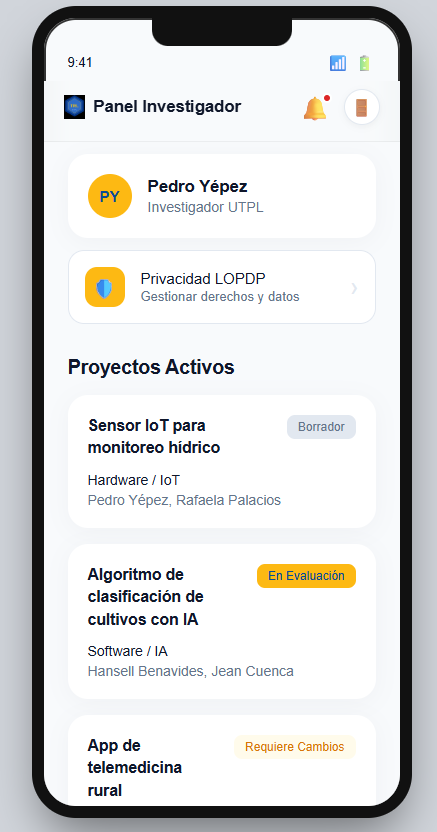 9:41
Panel Investigador
PY
Pedro Yépez
Investigador UTPL
Privacidad LOPDP
Gestionar derechos y datos
Proyectos Activos
Sensor IoT para
monitoreo hídrico
Borrador
Hardware / IoT
Pedro Yépez, Rafaela Palacios
Algoritmo de
clasificación de
cultivos con IA
En Evaluación
Software / IA
Hansell Benavides, Jean Cuenca
App de
telemedicina
rural
Requiere Cambios